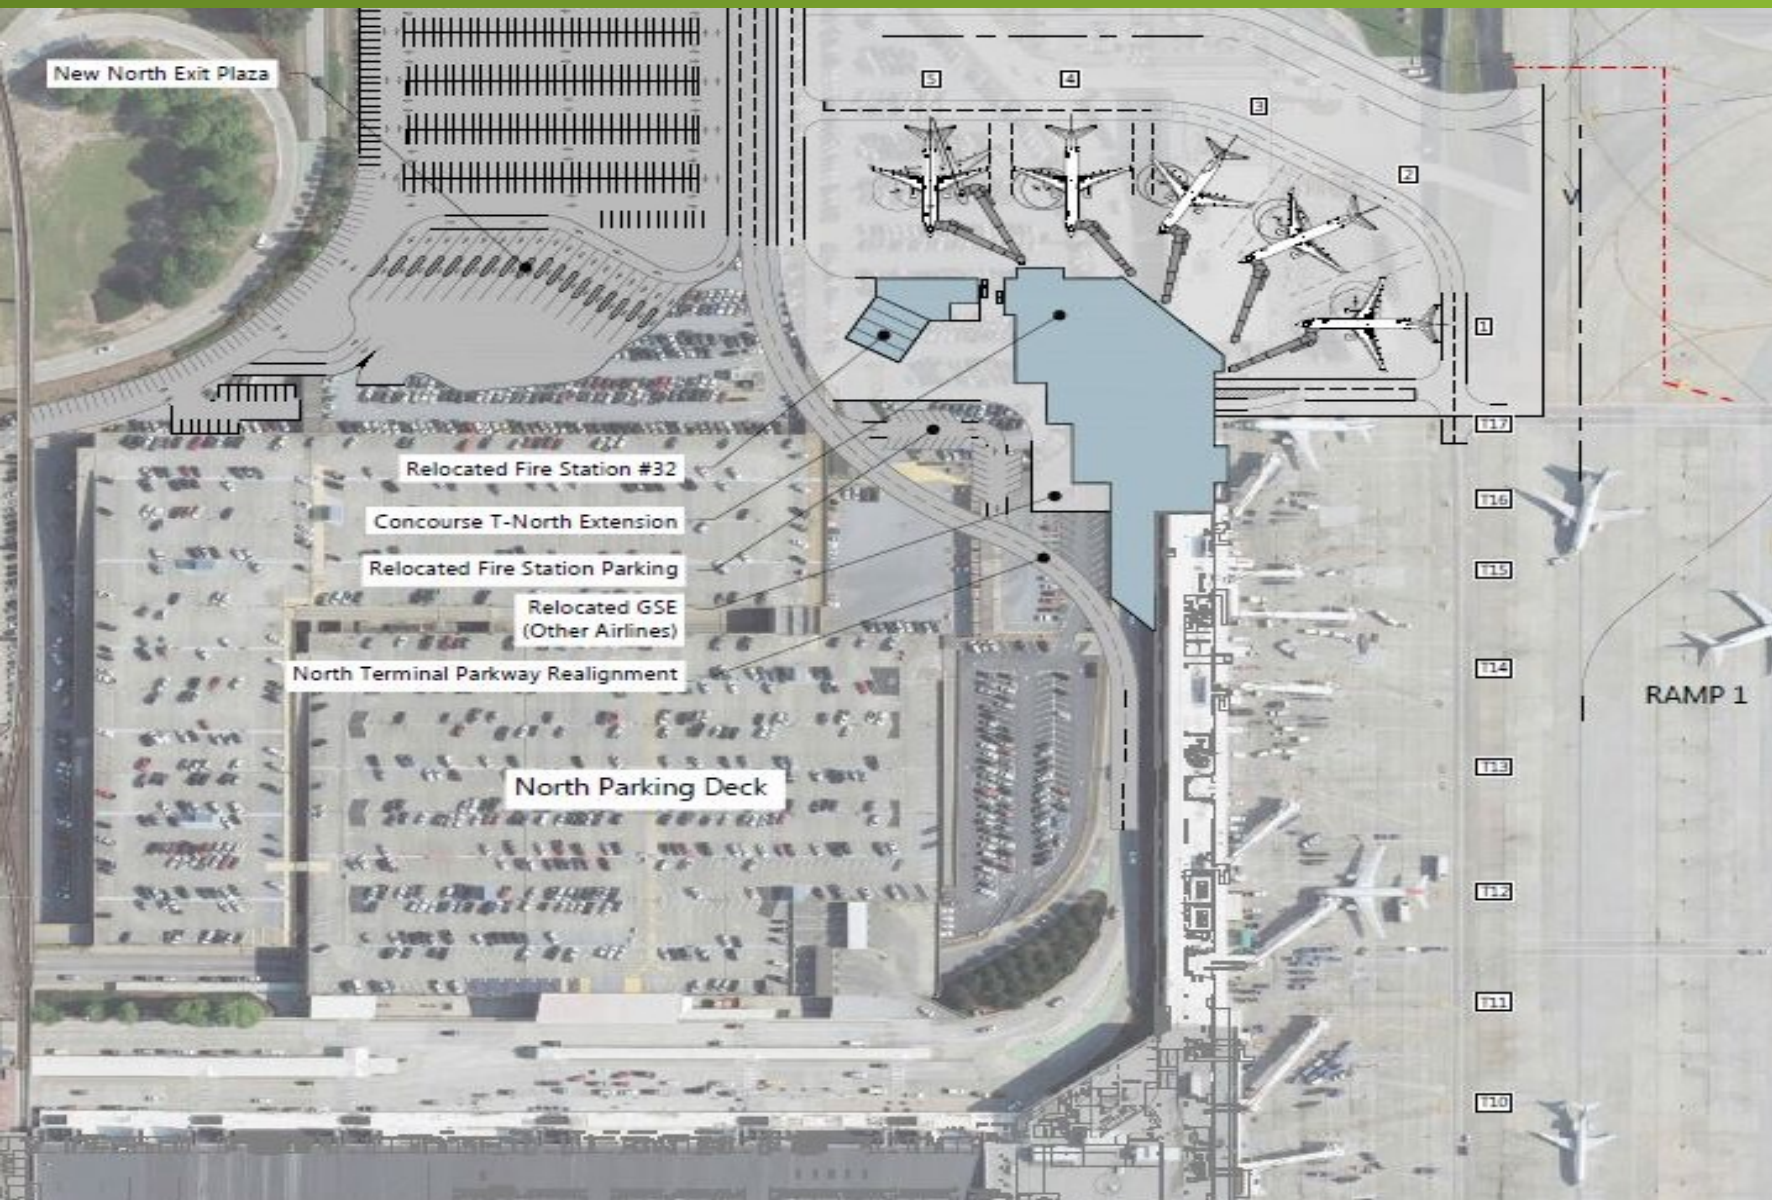 New North Exit Plaza
5
4
3
2
1
T17
Relocated Fire Station #32
T16
Concourse T-North Extension
Relocated Fire Station Parking
T15
Relocated GSE
(Other Airlines)
North Terminal Parkway Realignment
T14
RAMP 1
T13
North Parking Deck
T12
T11
T10